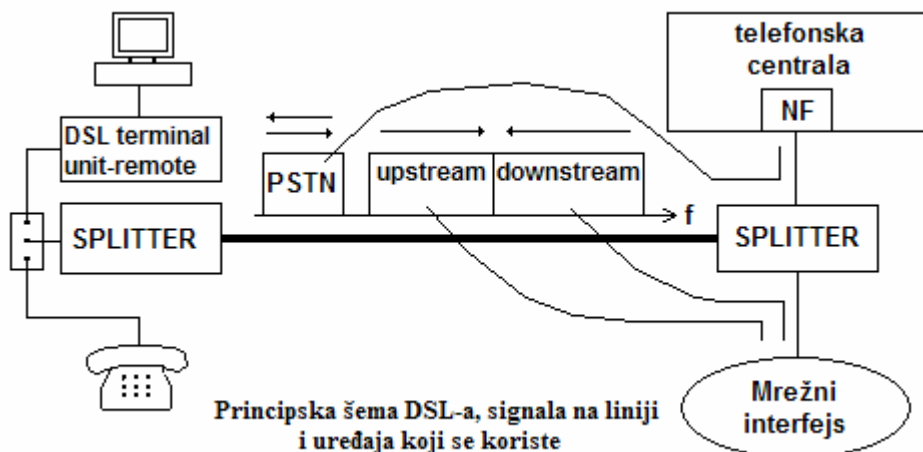 telefonska
centrala
NF
DSL terminal
unit-remote
PSTN
upstream
downstream
f
SPLITTER
SPLITTER
Mrežni
interfejs
Principska šema DSL-a, signala na liniji
i uređaja koji se koriste